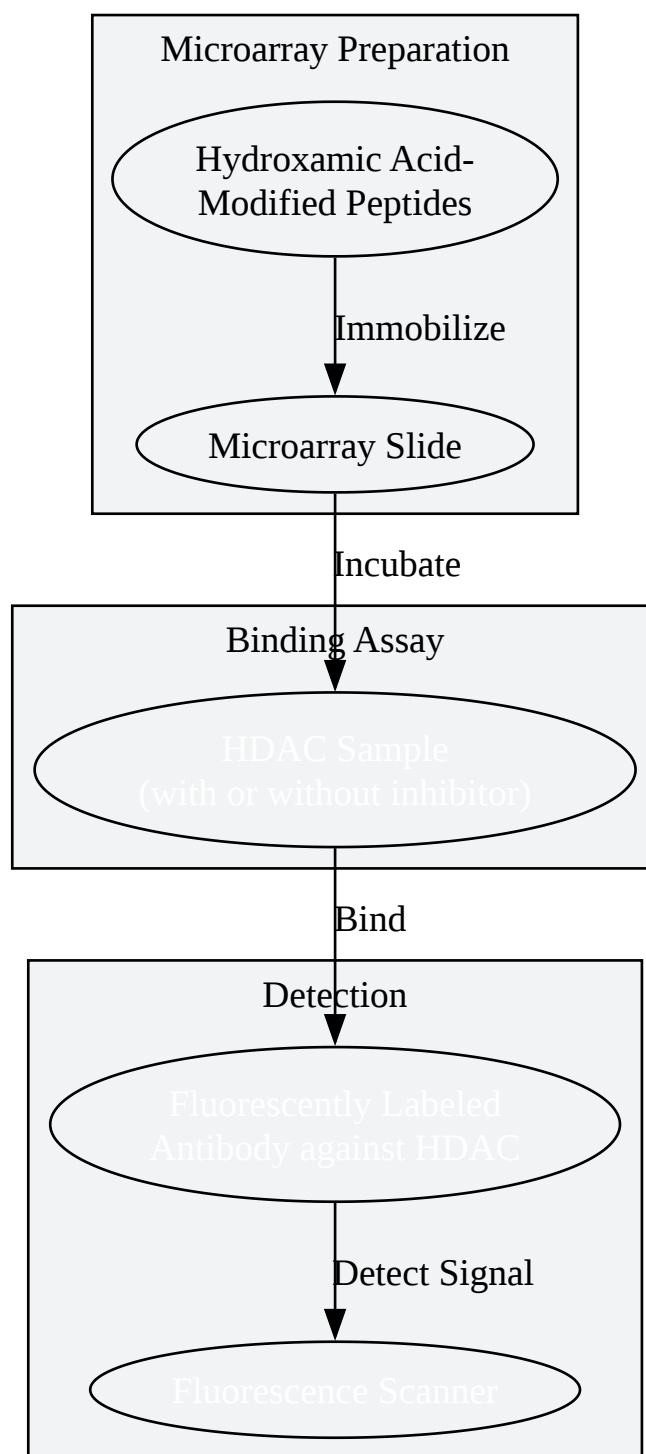 Microarray Preparation
Hydroxamic Acid-
Modified Peptides
Immobilize
Microarray Slide
Incubate
Binding Assay
HDAC Sample
(with or without inhibitor)
Bind
Detection
Fluorescently Labeled
Antibody against HDAC
Detect Signal
Fluorescence Scanner